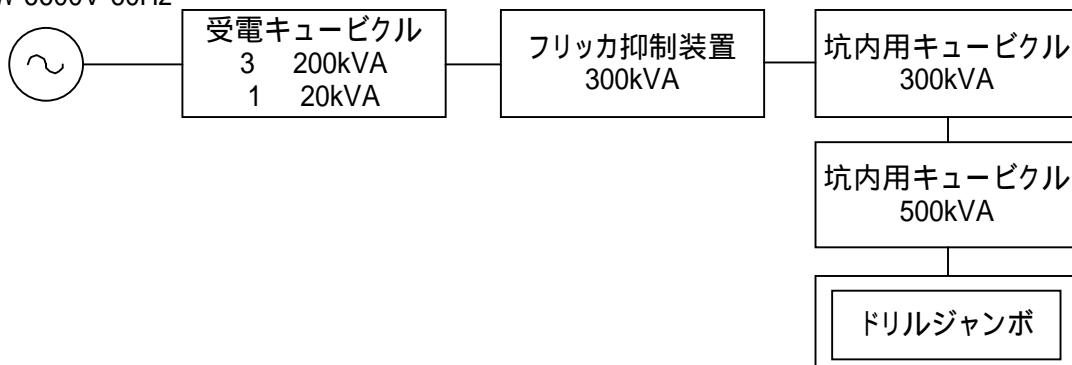 6600V 60Hz
受電キュービクル
3 200kVA
1 20kVA
フリッカ抑制装置
300kVA
坑内用キュービクル
300kVA
坑内用キュービクル
500kVA
ドリルジャンボ